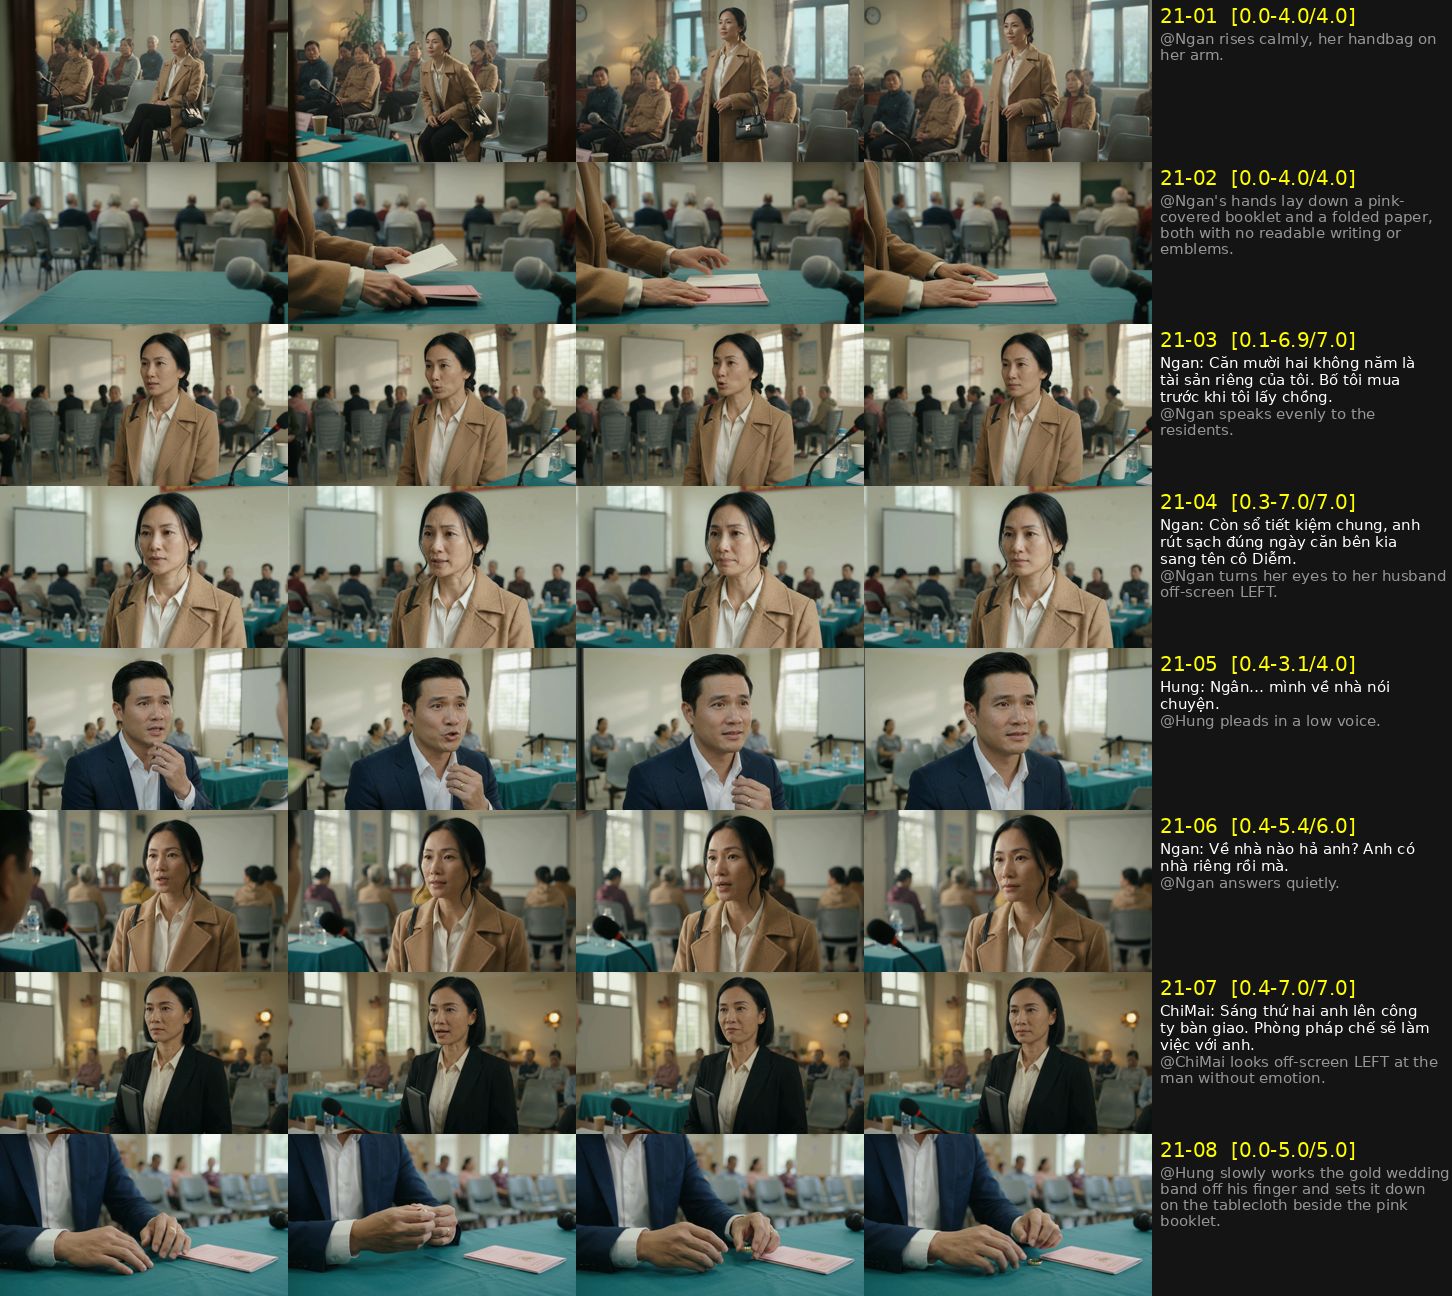 21-01 [0.0-4.0/4.0]
@Ngan rises calmly, her handbag on
her arm.
21-02 [0.0-4.0/4.0]
@Ngan's hands lay down a pink-
covered booklet and a folded paper,
both with no readable writing or
emblems.
21-03 [0.1-6.9/7.0]
Ngan: Căn mười hai không năm là
tài sản riêng của tôi. Bố tôi mua
trước khi tôi lấy chồng.
@Ngan speaks evenly to the
residents.
21-04 [0.3-7.0/7.0]
Ngan: Còn sổ tiết kiệm chung, anh
rút sạch đúng ngày căn bên kia
sang tên cô Diễm.
@Ngan turns her eyes to her husband
off-screen LEFT.
21-05 [0.4-3.1/4.0]
Hung: Ngân... mình về nhà nói
chuyện.
@Hung pleads in a low voice.
21-06 [0.4-5.4/6.0]
Ngan: Về nhà nào hả anh? Anh có
nhà riêng rồi mà.
@Ngan answers quietly.
21-07 [0.4-7.0/7.0]
ChiMai: Sáng thứ hai anh lên công
ty bàn giao. Phòng pháp chế sẽ làm
việc với anh.
@ChiMai looks off-screen LEFT at the
man without emotion.
21-08 [0.0-5.0/5.0]
@Hung slowly works the gold wedding
band off his finger and sets it down
on the tablecloth beside the pink
booklet.